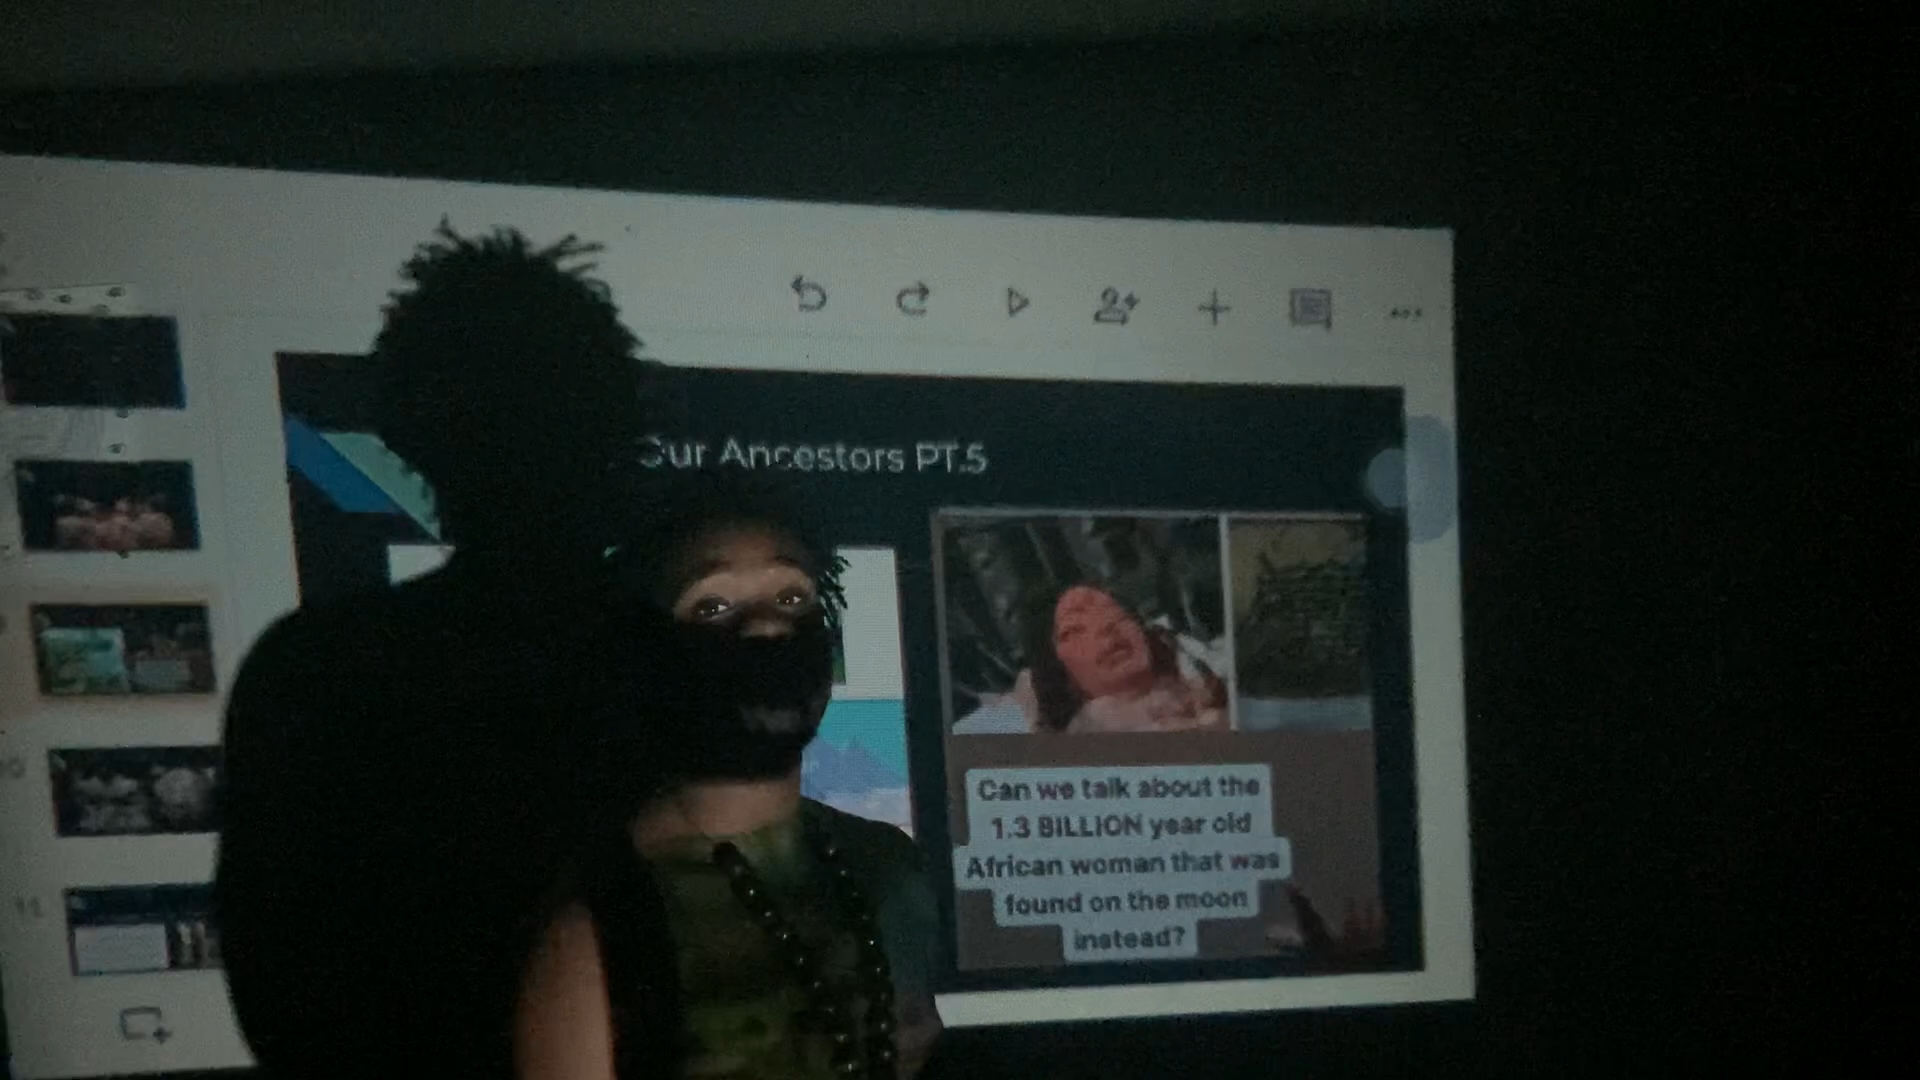 Our Ancestors PT.5
Can we talk about the
1.3 BILLION year old
African woman that was
found on the moon
instead?
11